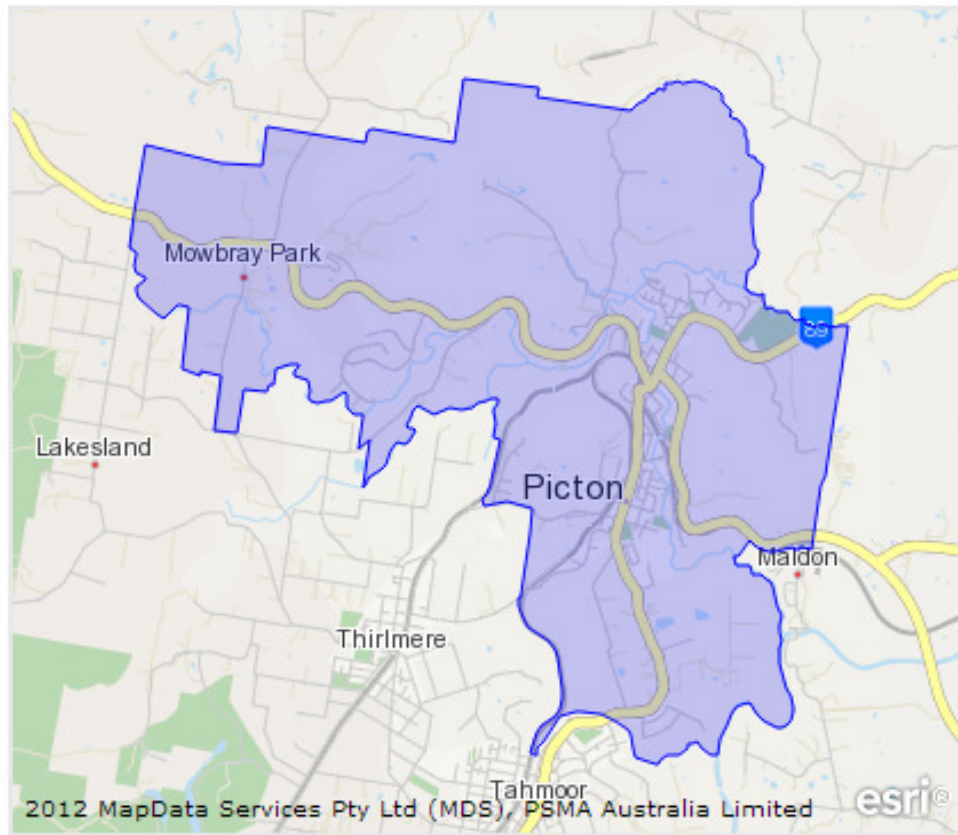 Mowbray Park
89
Lakesland
Picton
Maldon
Thirlmere
Tahmoor
2012 MapData Services Pty Ltd (MDS), PSMA Australia Limited
esri®